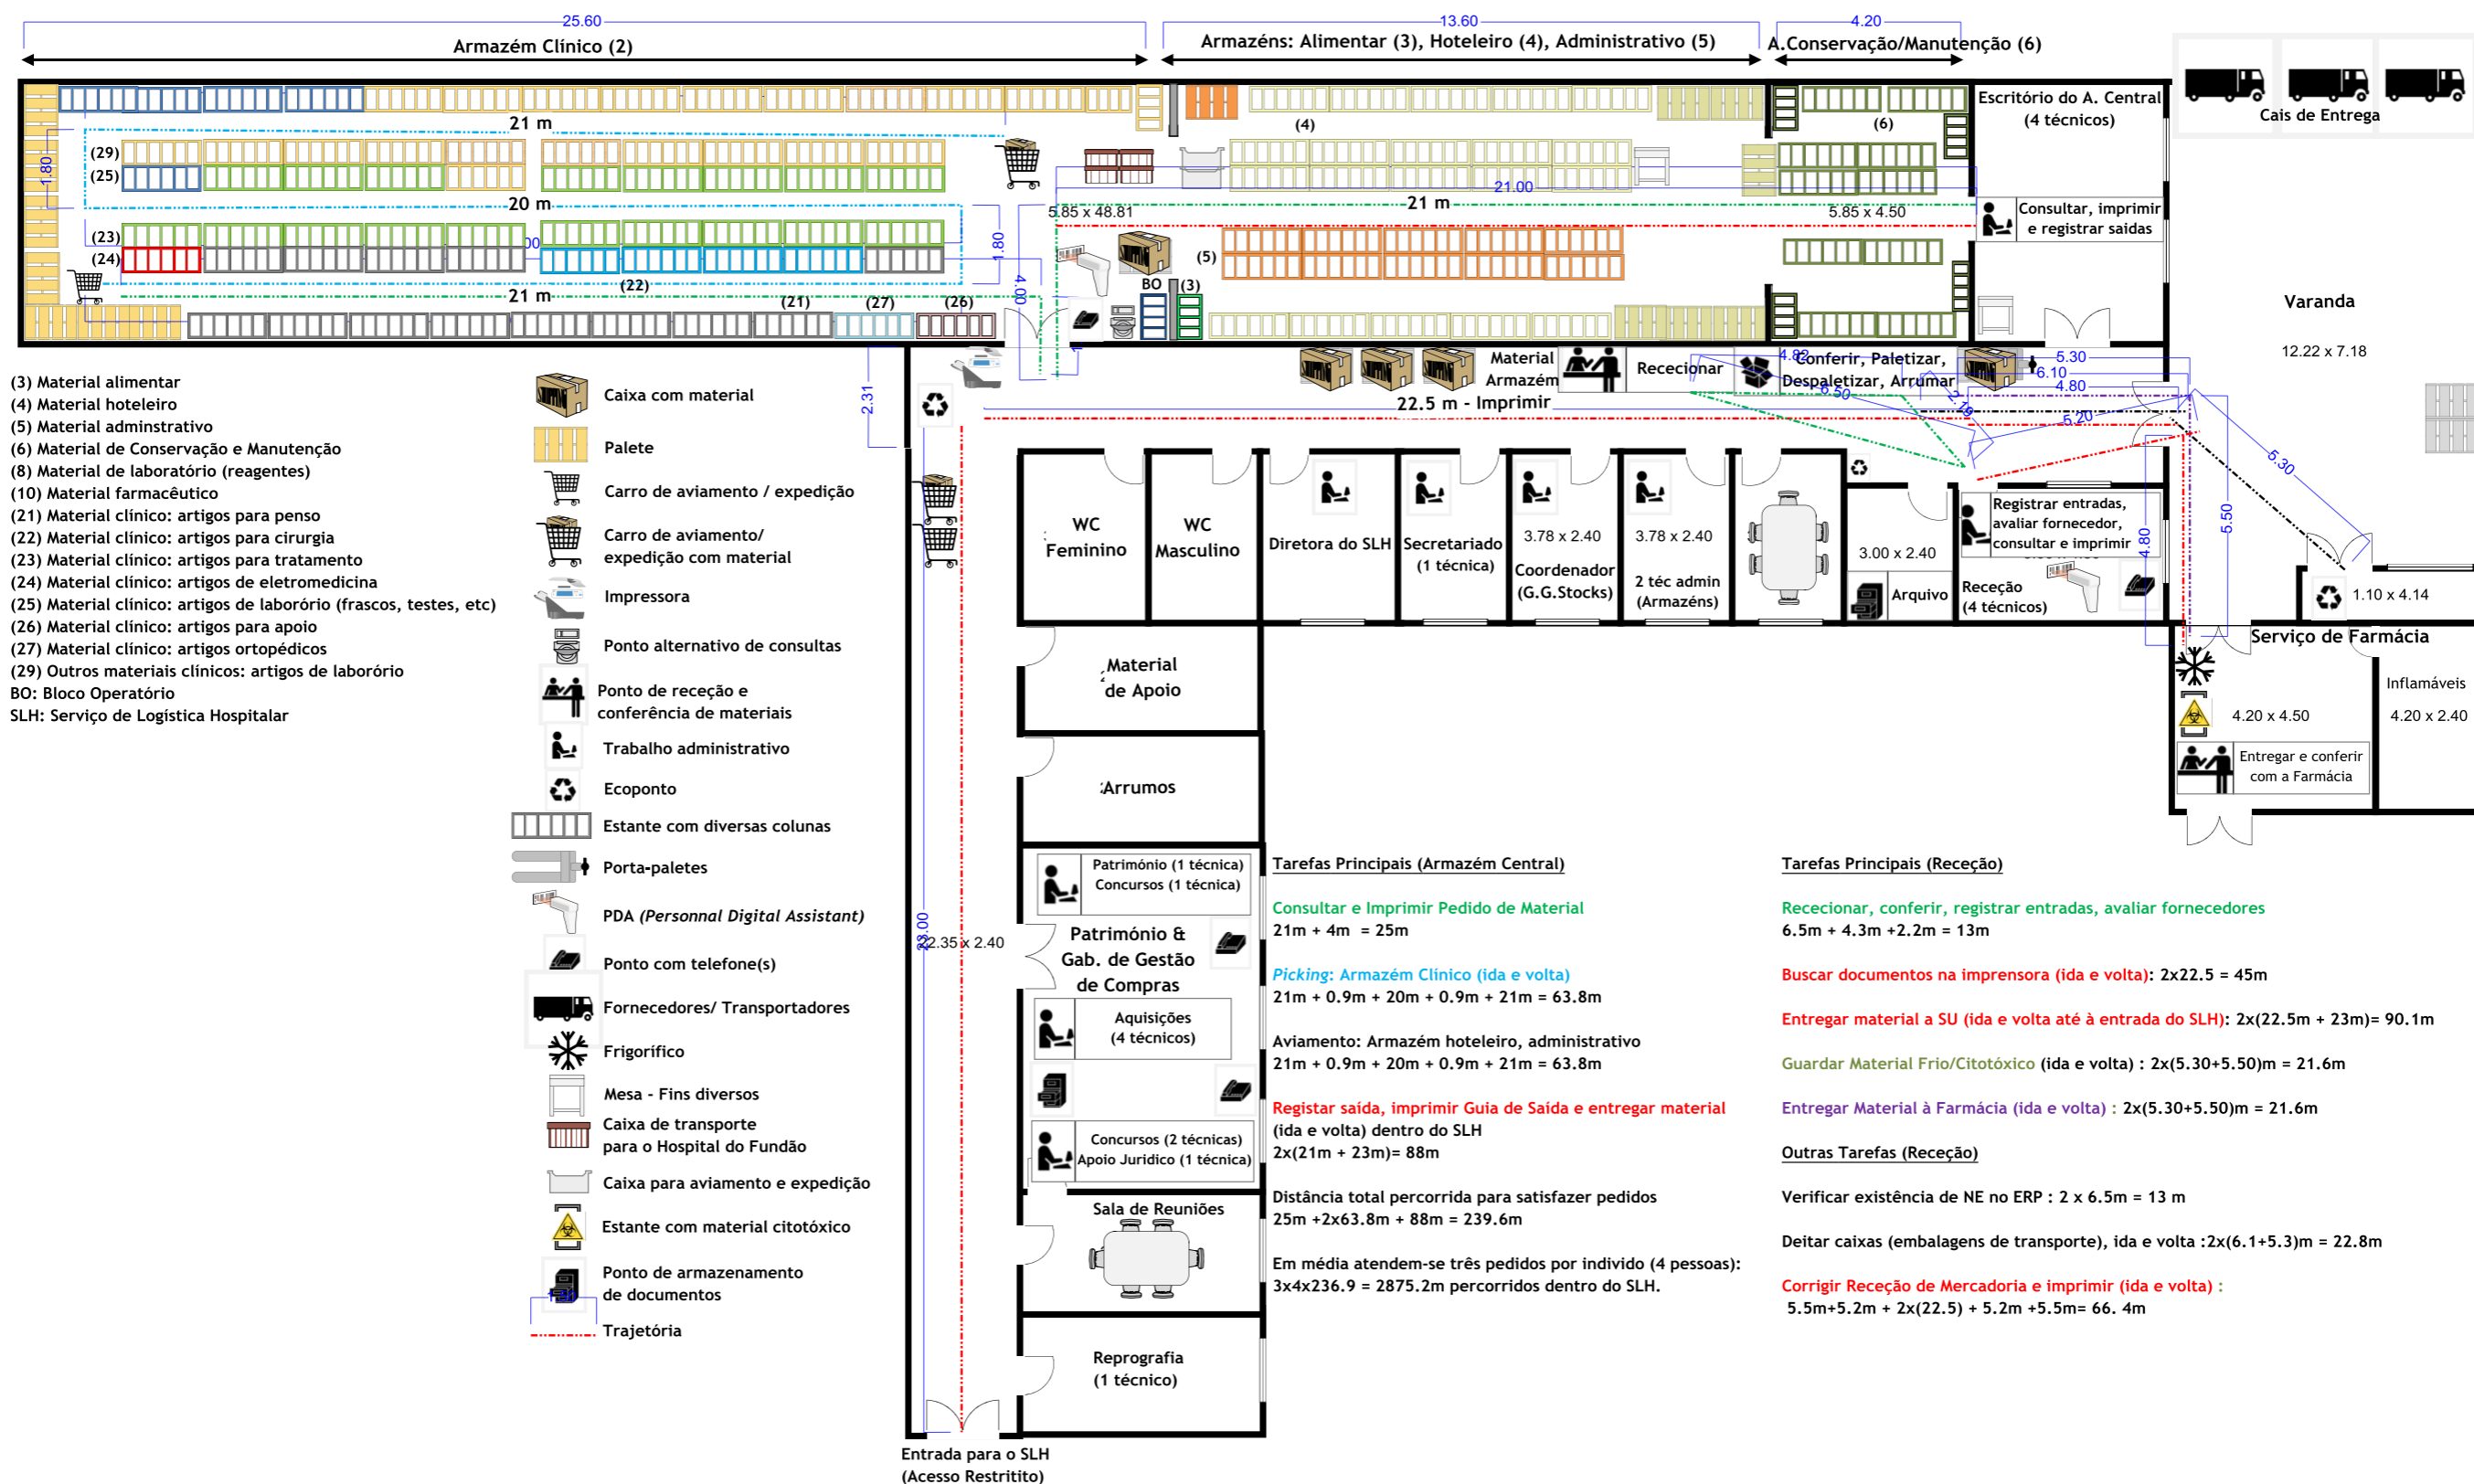 25.60
13.60
4.20
Armazém Clínico (2)
Armazéns: Alimentar (3), Hoteleiro (4), Administrativo (5)
A.Conservação/Manutenção (6)
21 m
(4)
(6)
Escritório do A. Central
(4 técnicos)
Cais de Entrega
(29)
(25)
1.80
20 m
21.00
21 m
5.85 x 48.81
5.85 x 4.50
Consultar, imprimir
e registrar saidas
(23)
(24)
00
1.80
4.00
(5)
21 m
(22)
(21)
(27)
(26)
BO
(3)
Varanda
12.22 x 7.18
(3) Material alimentar
(4) Material hoteleiro
(5) Material adminstrativo
(6) Material de Conservação e Manutenção
(8) Material de laboratório (reagentes)
(10) Material farmacêutico
(21) Material clínico: artigos para penso
(22) Material clínico: artigos para cirurgia
(23) Material clínico: artigos para tratamento
(24) Material clínico: artigos de eletromedicina
(25) Material clínico: artigos de laborório (frascos, testes, etc)
(26) Material clínico: artigos para apoio
(27) Material clínico: artigos ortopédicos
(29) Outros materiais clínicos: artigos de laborório
BO: Bloco Operatório
SLH: Serviço de Logística Hospitalar
Caixa com material
Palete
Carro de aviamento / expedição
Carro de aviamento/
expedição com material
Impressora
Ponto alternativo de consultas
Ponto de receção e
conferência de materiais
Trabalho administrativo
Ecoponto
Estante com diversas colunas
Porta-paletes
PDA (Personnal Digital Assistant)
Ponto com telefone(s)
Fornecedores/ Transportadores
Frigorífico
Mesa - Fins diversos
Caixa de transporte
para o Hospital do Fundão
Caixa para aviamento e expedição
Estante com material citotóxico
Ponto de armazenamento
de documentos
Trajetória
2.31
Material
Armazém
Rececionar
Conferir, Paletizar,
Despaletizar, Arrumar
4.82
6.50
2.19
5.30
6.10
4.80
5.20
5.30
5.50
4.80
22.5 m - Imprimir
WC
Feminino
WC
Masculino
Diretora do SLH
Secretariado
(1 técnica)
3.78 x 2.40
Coordenador
(G.G.Stocks)
3.78 x 2.40
2 téc admin
(Armazéns)
3.00 x 2.40
Arquivo
Registrar entradas,
avaliar fornecedor,
consultar e imprimir
Receção
(4 técnicos)
1.10 x 4.14
Serviço de Farmácia
4.20 x 4.50
Inflamáveis
4.20 x 2.40
Entregar e conferir
com a Farmácia
Material
de Apoio
Arrumos
23.00
22.35 x 2.40
Património (1 técnica)
Concursos (1 técnica)
Património &
Gab. de Gestão
de Compras
Aquisições
(4 técnicos)
Concursos (2 técnicas)
Apoio Juridico (1 técnica)
Sala de Reuniões
Reprografia
(1 técnico)
Entrada para o SLH
(Acesso Restritito)
Tarefas Principais (Armazém Central)
Consultar e Imprimir Pedido de Material
21m + 4m = 25m
Picking: Armazém Clínico (ida e volta)
21m + 0.9m + 20m + 0.9m + 21m = 63.8m
Aviamento: Armazém hoteleiro, administrativo
21m + 0.9m + 20m + 0.9m + 21m = 63.8m
Registar saída, imprimir Guia de Saída e entregar material
(ida e volta) dentro do SLH
2x(21m + 23m)= 88m
Distância total percorrida para satisfazer pedidos
25m +2x63.8m + 88m = 239.6m
Em média atendem-se três pedidos por individo (4 pessoas):
3x4x236.9 = 2875.2m percorridos dentro do SLH.
Tarefas Principais (Receção)
Rececionar, conferir, registrar entradas, avaliar fornecedores
6.5m + 4.3m +2.2m = 13m
Buscar documentos na imprensora (ida e volta): 2x22.5 = 45m
Entregar material a SU (ida e volta até à entrada do SLH): 2x(22.5m + 23m)= 90.1m
Guardar Material Frio/Citotóxico (ida e volta) : 2x(5.30+5.50)m = 21.6m
Entregar Material à Farmácia (ida e volta) : 2x(5.30+5.50)m = 21.6m
Outras Tarefas (Receção)
Verificar existência de NE no ERP : 2 x 6.5m = 13 m
Deitar caixas (embalagens de transporte), ida e volta :2x(6.1+5.3)m = 22.8m
Corrigir Receção de Mercadoria e imprimir (ida e volta) :
5.5m+5.2m + 2x(22.5) + 5.2m +5.5m= 66. 4m